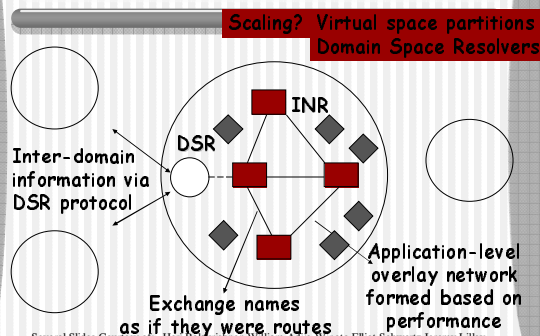 Scaling? Virtual space partitions
Domain Space Resolvers
INR
DSR
Inter-domain
information via
DSR protocol
Application-level
overlay network
formed based on
performance
Exchange names
as if they were routes